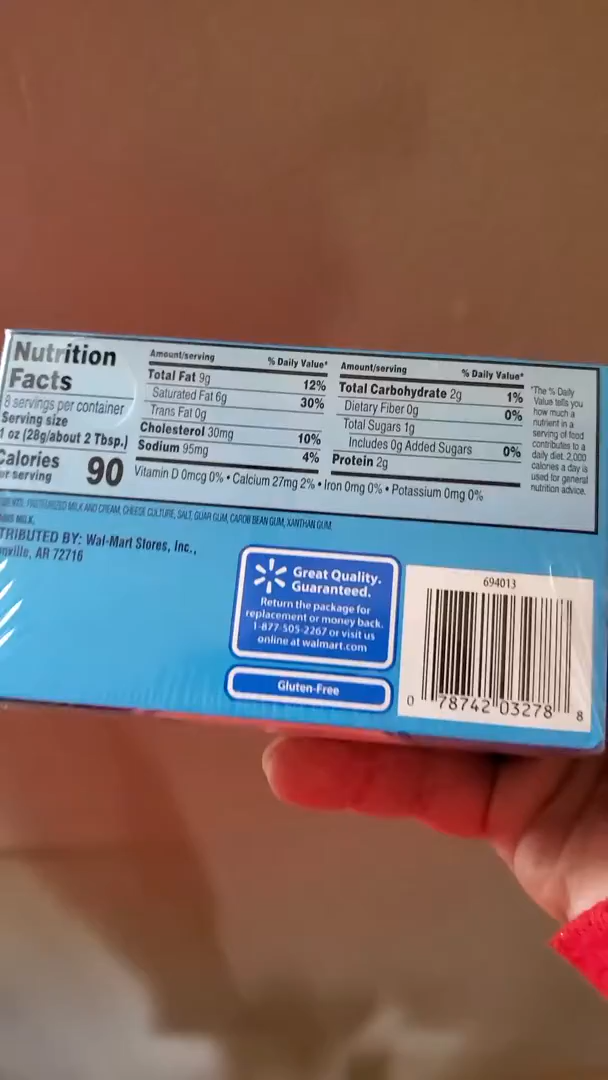 Nutrition
Facts
8 servings per container
Serving size
1 oz (28g/about 2 Tbsp.)
Calories
per serving
90
Amount/serving % Daily Value*
Total Fat 9g 12%
Saturated Fat 6g 30%
Trans Fat 0g
Cholesterol 30mg 10%
Sodium 95mg 4%
Amount/serving % Daily Value*
Total Carbohydrate 2g 1%
Dietary Fiber 0g 0%
Total Sugars 1g
Includes 0g Added Sugars 0%
Protein 2g
Vitamin D 0mcg 0% • Calcium 27mg 2% • Iron 0mg 0% • Potassium 0mg 0%
*The % Daily
Value tells you
how much a
nutrient in a
serving of food
contributes to a
daily diet. 2,000
calories a day is
used for general
nutrition advice.
PASTEURIZED MILK AND CREAM, CHEESE CULTURE, SALT, GUAR GUM, CAROB BEAN GUM, XANTHAN GUM.
MILK.
TRIBUTED BY: Wal-Mart Stores, Inc.,
nville, AR 72716
Great Quality.
Guaranteed.
Return the package for
replacement or money back.
1-877-505-2267 or visit us
online at walmart.com
Gluten-Free
694013
0 78742 03278 8